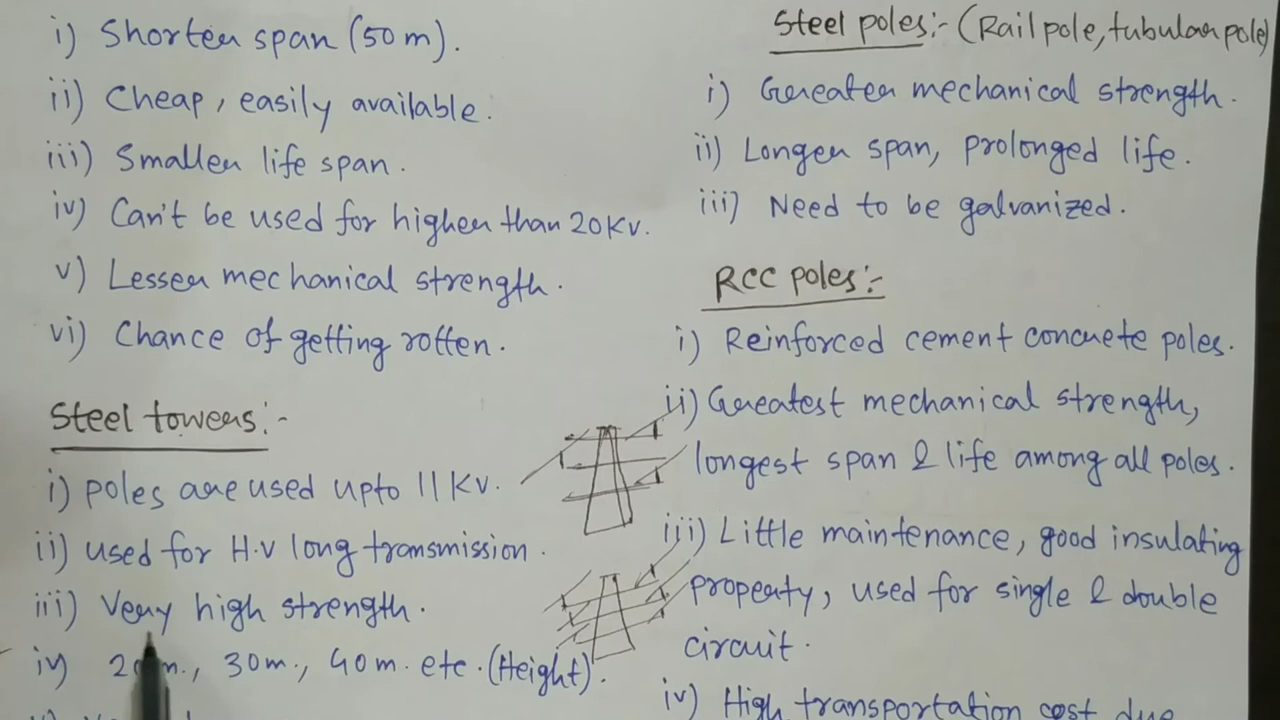 i) Shorter span (50m).
ii) Cheap, easily available.
iii) Smaller life span.
iv) Can't be used for higher than 20KV.
v) Lesser mechanical strength.
vi) Chance of getting rotten.
Steel towers:-
i) poles are used upto 11KV.
ii) used for H.V long transmission.
iii) Very high strength.
iv) 20m., 30m., 40m. etc. (Height).
Steel poles:- (Rail pole, tubular pole)
i) Greater mechanical strength.
ii) Longer span, prolonged life.
iii) Need to be galvanized.
RCC poles:-
i) Reinforced cement concrete poles.
ii) Greatest mechanical strength,
longest span & life among all poles.
iii) Little maintenance, good insulating
property, used for single & double
circuit.
iv) High transportation cost due